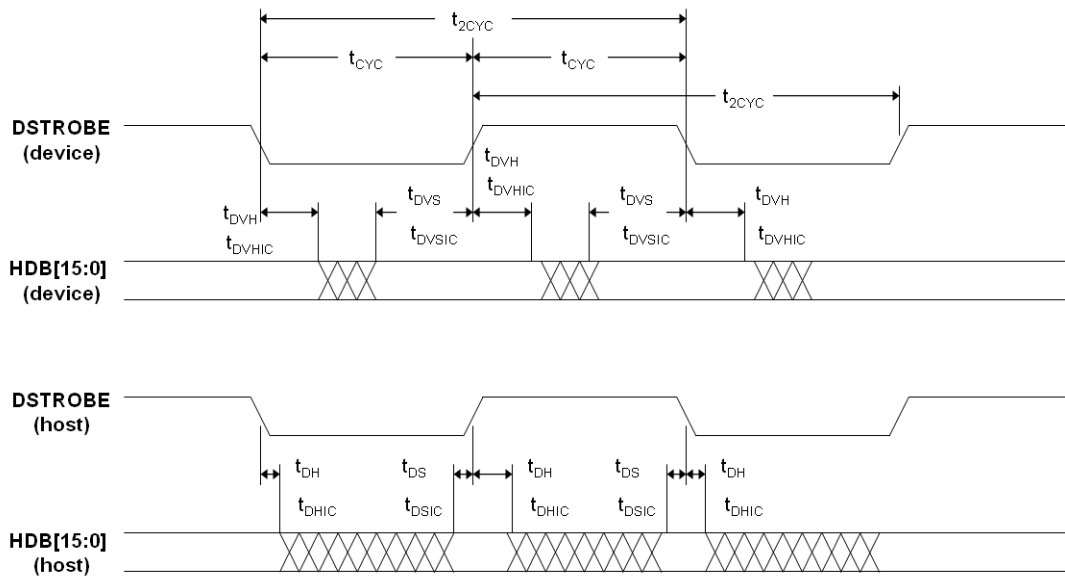 t2CYC
tCYC tCYC
t2CYC
DSTROBE
(device)
tDVH
tDVHIC
tDVS
tDVSIC
tDVH
tDVHIC
tDVS
tDVSIC
tDVH
tDVHIC
HDB[15:0]
(device)
DSTROBE
(host)
tDH tDS tDH tDS tDH
tDHIC tDSIC tDHIC tDSIC tDHIC
HDB[15:0]
(host)